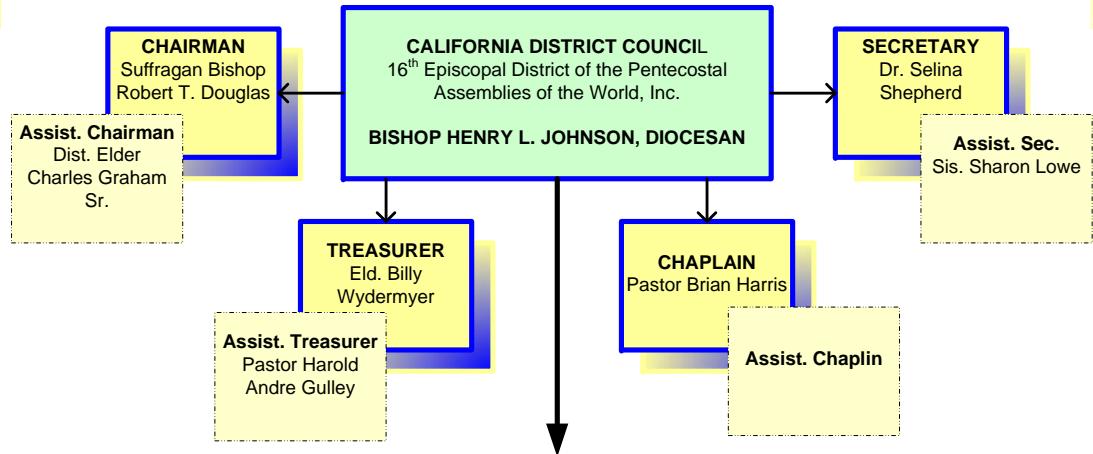 CHAIRMAN
Suffragan Bishop
Robert T. Douglas
Assist. Chairman
Dist. Elder
Charles Graham
Sr.
CALIFORNIA DISTRICT COUNCIL
16th Episcopal District of the Pentecostal
Assemblies of the World, Inc.
BISHOP HENRY L. JOHNSON, DIOCESAN
SECRETARY
Dr. Selina
Shepherd
Assist. Sec.
Sis. Sharon Lowe
TREASURER
Eld. Billy
Wydermyer
Assist. Treasurer
Pastor Harold
Andre Gulley
CHAPLAIN
Pastor Brian Harris
Assist. Chaplin